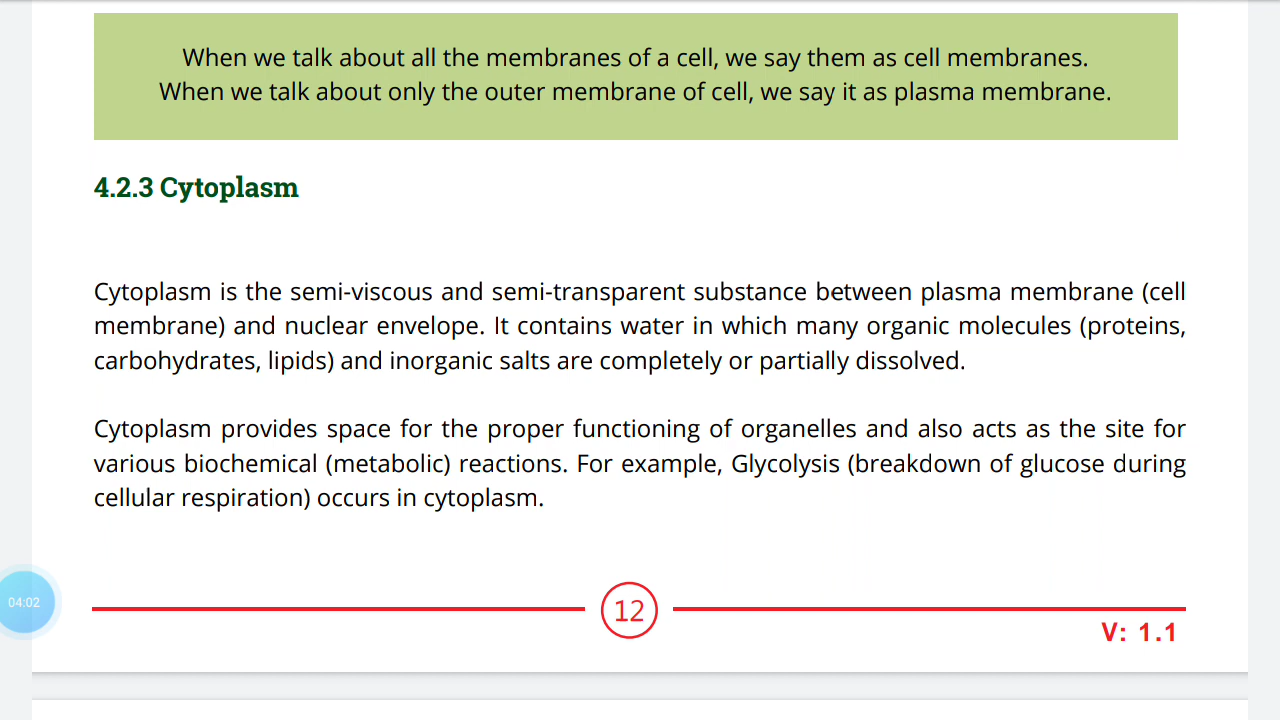 When we talk about all the membranes of a cell, we say them as cell membranes.
When we talk about only the outer membrane of cell, we say it as plasma membrane.
4.2.3 Cytoplasm
Cytoplasm is the semi-viscous and semi-transparent substance between plasma membrane (cell
membrane) and nuclear envelope. It contains water in which many organic molecules (proteins,
carbohydrates, lipids) and inorganic salts are completely or partially dissolved.
Cytoplasm provides space for the proper functioning of organelles and also acts as the site for
various biochemical (metabolic) reactions. For example, Glycolysis (breakdown of glucose during
cellular respiration) occurs in cytoplasm.
04:02
12
V: 1.1